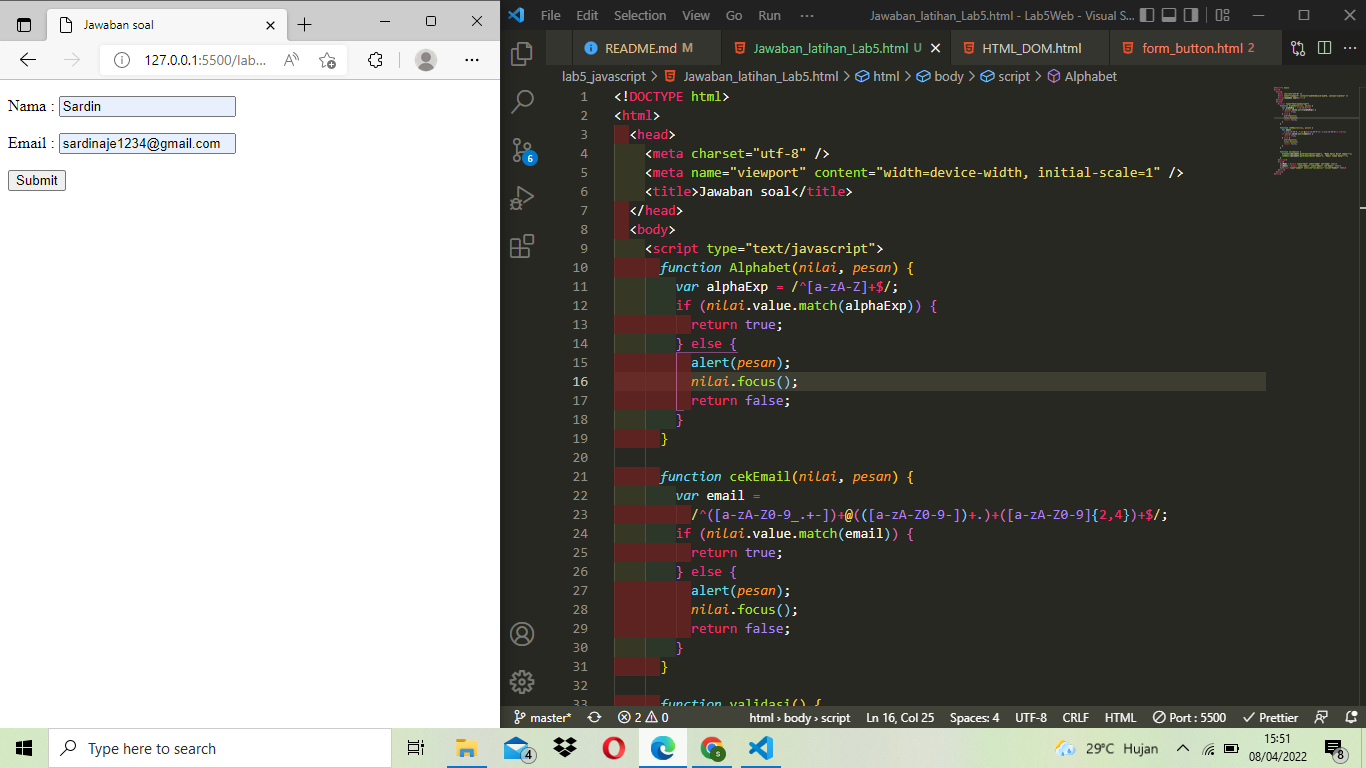 Jawaban soal
127.0.0.1:5500/lab...
Nama : Sardin
Email : sardinaje1234@gmail.com
Submit
File Edit Selection View Go Run ··· Jawaban_latihan_Lab5.html - Lab5Web - Visual S...
README.md M Jawaban_latihan_Lab5.html U HTML_DOM.html form_button.html 2
lab5_javascript > Jawaban_latihan_Lab5.html > html > body > script > Alphabet
1 <!DOCTYPE html>
2 <html>
3 <head>
4 <meta charset="utf-8" />
5 <meta name="viewport" content="width=device-width, initial-scale=1" />
6 <title>Jawaban soal</title>
7 </head>
8 <body>
9 <script type="text/javascript">
10 function Alphabet(nilai, pesan) {
11 var alphaExp = /^[a-zA-Z]+$/;
12 if (nilai.value.match(alphaExp)) {
13 return true;
14 } else {
15 alert(pesan);
16 nilai.focus();
17 return false;
18 }
19 }
20
21 function cekEmail(nilai, pesan) {
22 var email =
23 /^([a-zA-Z0-9_.+-])+@(([a-zA-Z0-9-])+.)+([a-zA-Z0-9]{2,4})+$/;
24 if (nilai.value.match(email)) {
25 return true;
26 } else {
27 alert(pesan);
28 nilai.focus();
29 return false;
30 }
31 }
32
33 function validasi() {
6
master* 2 0 html > body > script Ln 16, Col 25 Spaces: 4 UTF-8 CRLF HTML Port : 5500 Prettier
Type here to search 4 S 29°C Hujan 15:51
08/04/2022 8